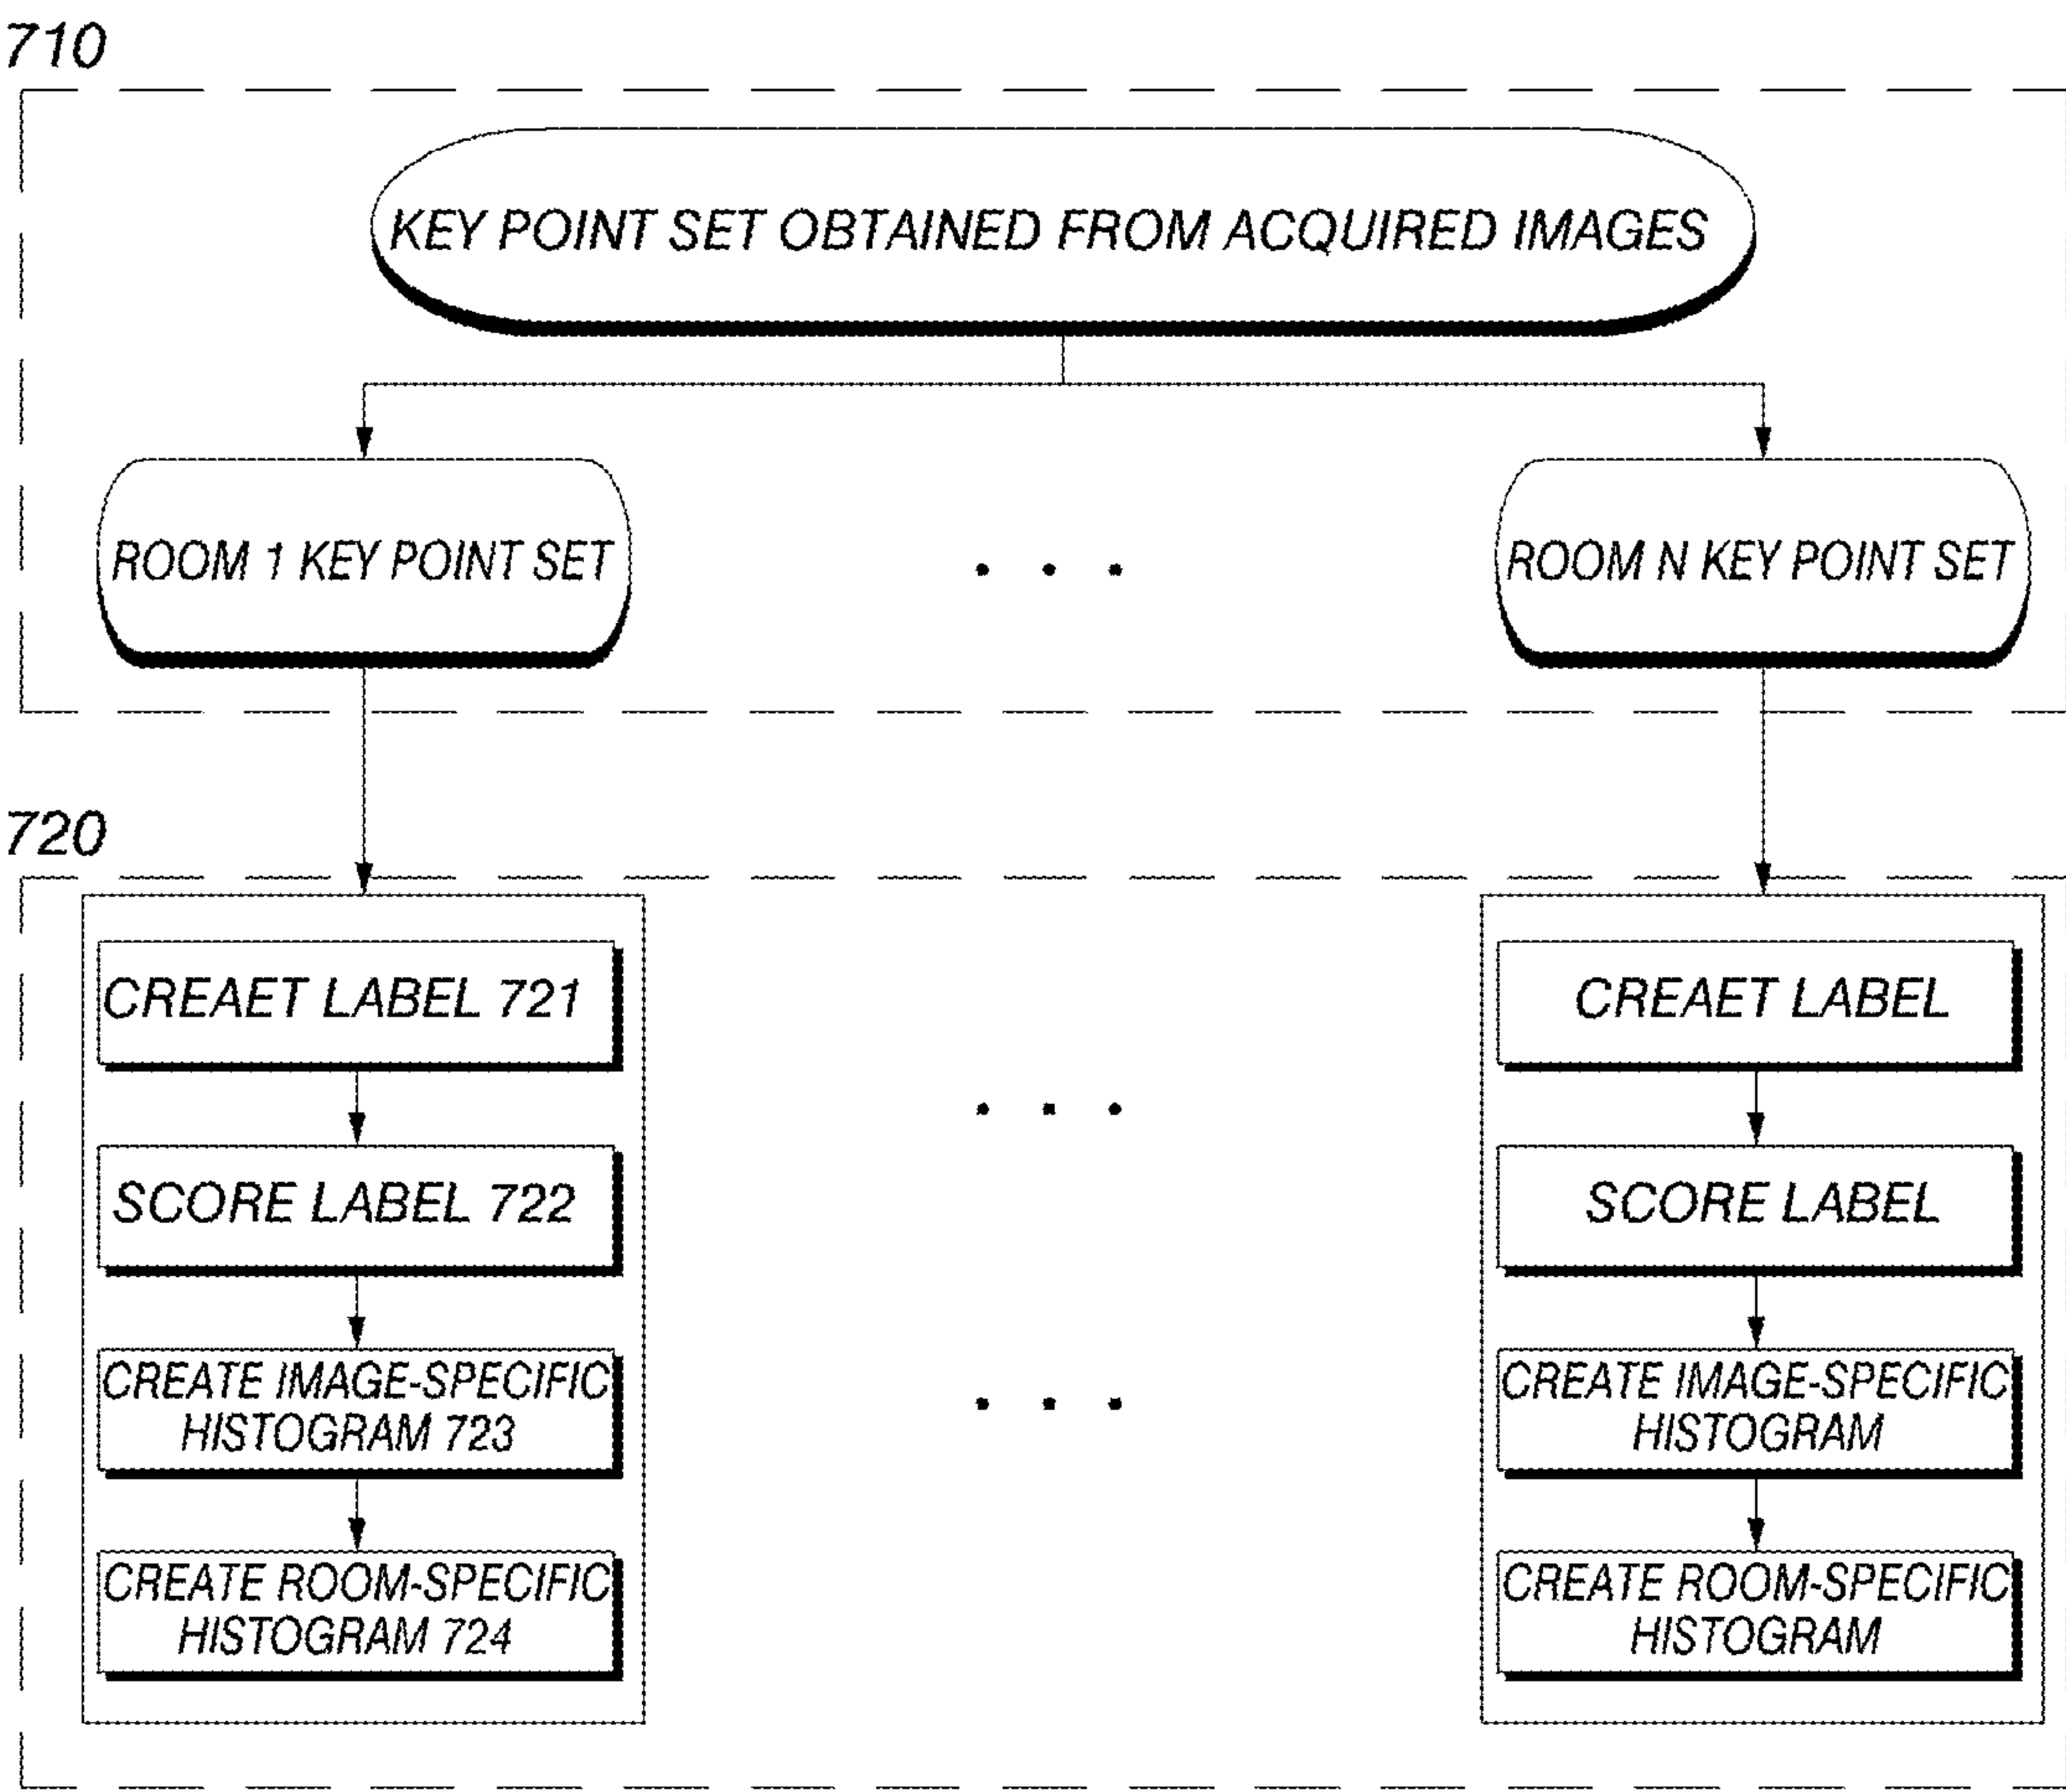 710
KEY POINT SET OBTAINED FROM ACQUIRED IMAGES
ROOM 1 KEY POINT SET
. . .
ROOM N KEY POINT SET
720
CREAET LABEL 721
SCORE LABEL 722
CREATE IMAGE-SPECIFIC
HISTOGRAM 723
CREATE ROOM-SPECIFIC
HISTOGRAM 724
. . .
. . .
CREAET LABEL
SCORE LABEL
CREATE IMAGE-SPECIFIC
HISTOGRAM
CREATE ROOM-SPECIFIC
HISTOGRAM